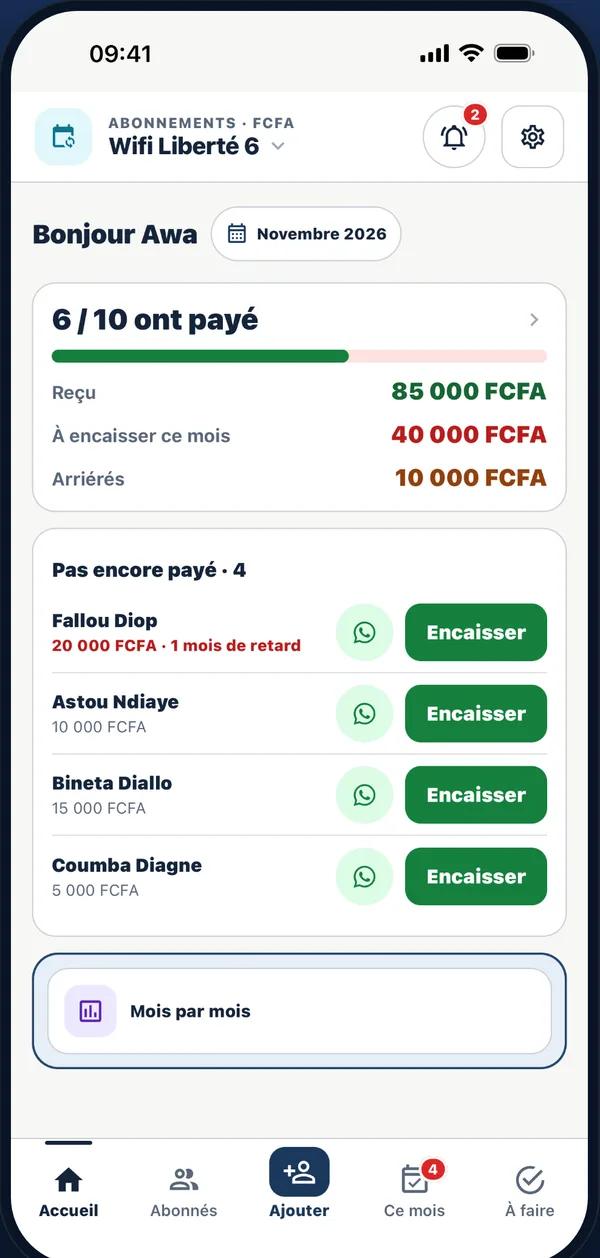 09:41
ABONNEMENTS · FCFA
Wifi Liberté 6
2
Bonjour Awa
Novembre 2026
6 / 10 ont payé
Reçu
85 000 FCFA
À encaisser ce mois
40 000 FCFA
Arriérés
10 000 FCFA
Pas encore payé · 4
Fallou Diop
20 000 FCFA · 1 mois de retard
Encaisser
Astou Ndiaye
10 000 FCFA
Encaisser
Bineta Diallo
15 000 FCFA
Encaisser
Coumba Diagne
5 000 FCFA
Encaisser
Mois par mois
Accueil
Abonnés
Ajouter
4
Ce mois
À faire